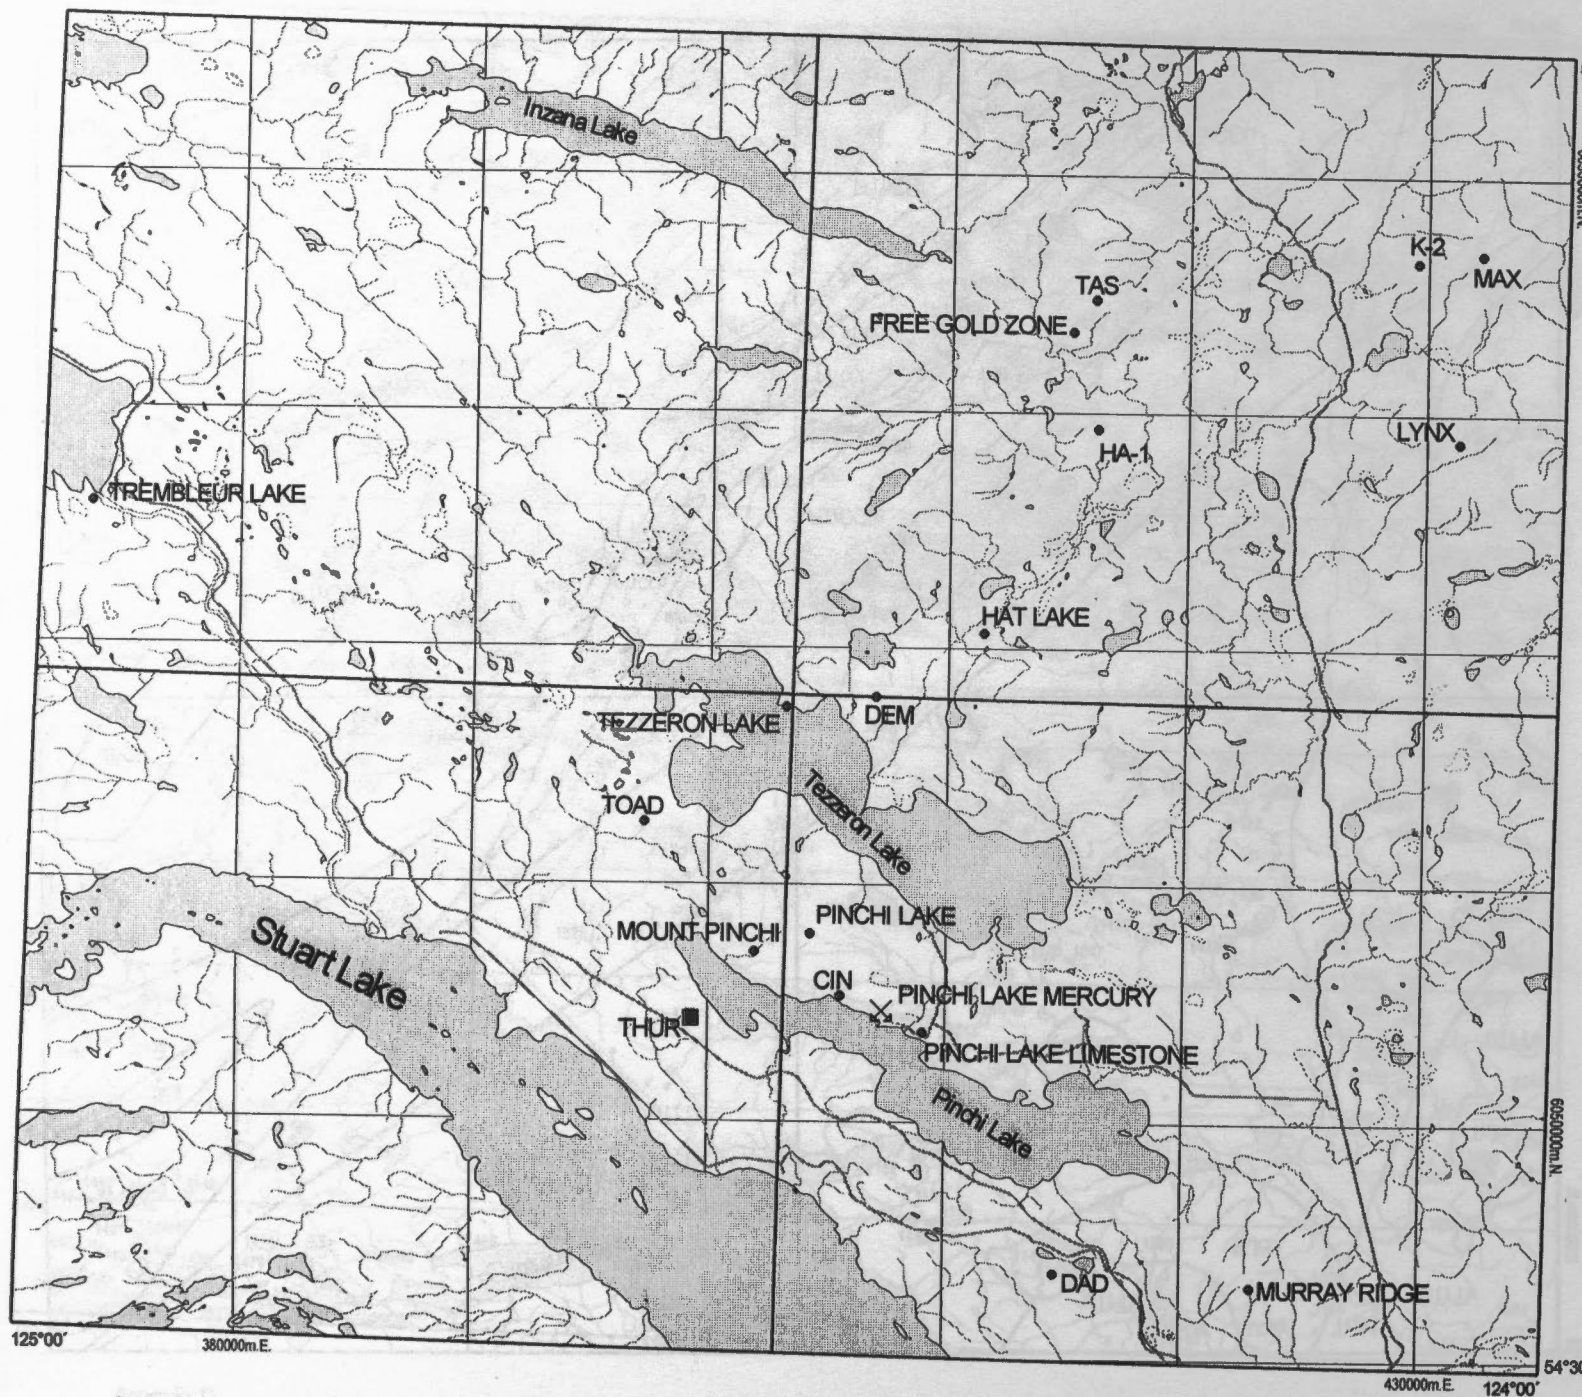 Inzana Lake
K-2
MAX
TAS
FREE GOLD ZONE
LYNX
HA-1
TREMBLEUR LAKE
HAT LAKE
TEZZERON LAKE
DEM
TOAD
Tezzeron Lake
PINCHI LAKE
MOUNT PINCHI
Stuart Lake
CIN
PINCHI LAKE MERCURY
THUR
PINCHI LAKE LIMESTONE
Pinchi Lake
6050000m.N.
DAD
MURRAY RIDGE
125°00′
380000m.E.
430000m.E.
124°00′
54°30